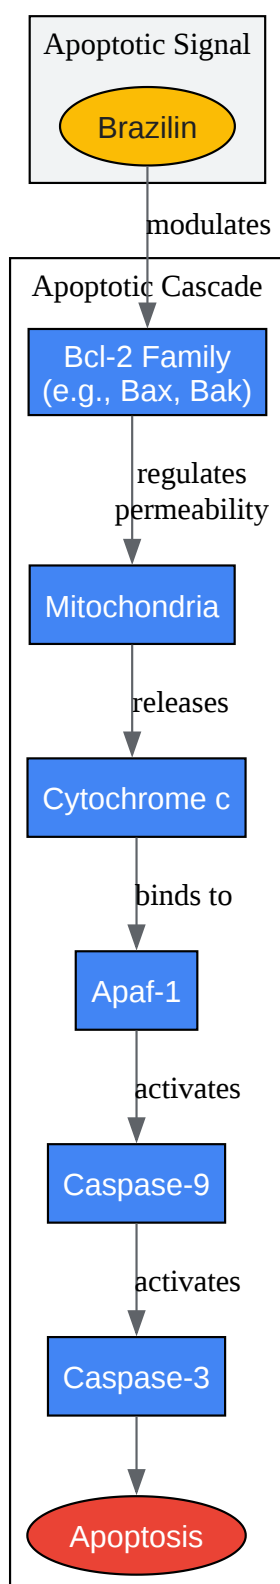 Apoptotic Signal
Brazilin
modulates
Apoptotic Cascade
Bcl-2 Family
(e.g., Bax, Bak)
regulates
permeability
Mitochondria
releases
Cytochrome c
binds to
Apaf-1
activates
Caspase-9
activates
Caspase-3
Apoptosis